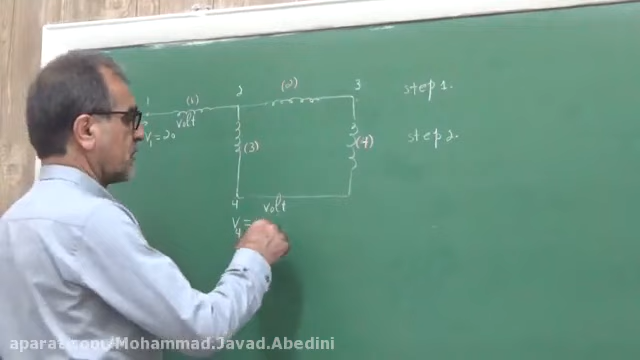 1 (1) 2 (2) 3 step 1.
volt
V₁ = 20
(3) (4) step 2.
4 volt
V₄ =
aparat.com/Mohammad.Javad.Abedini